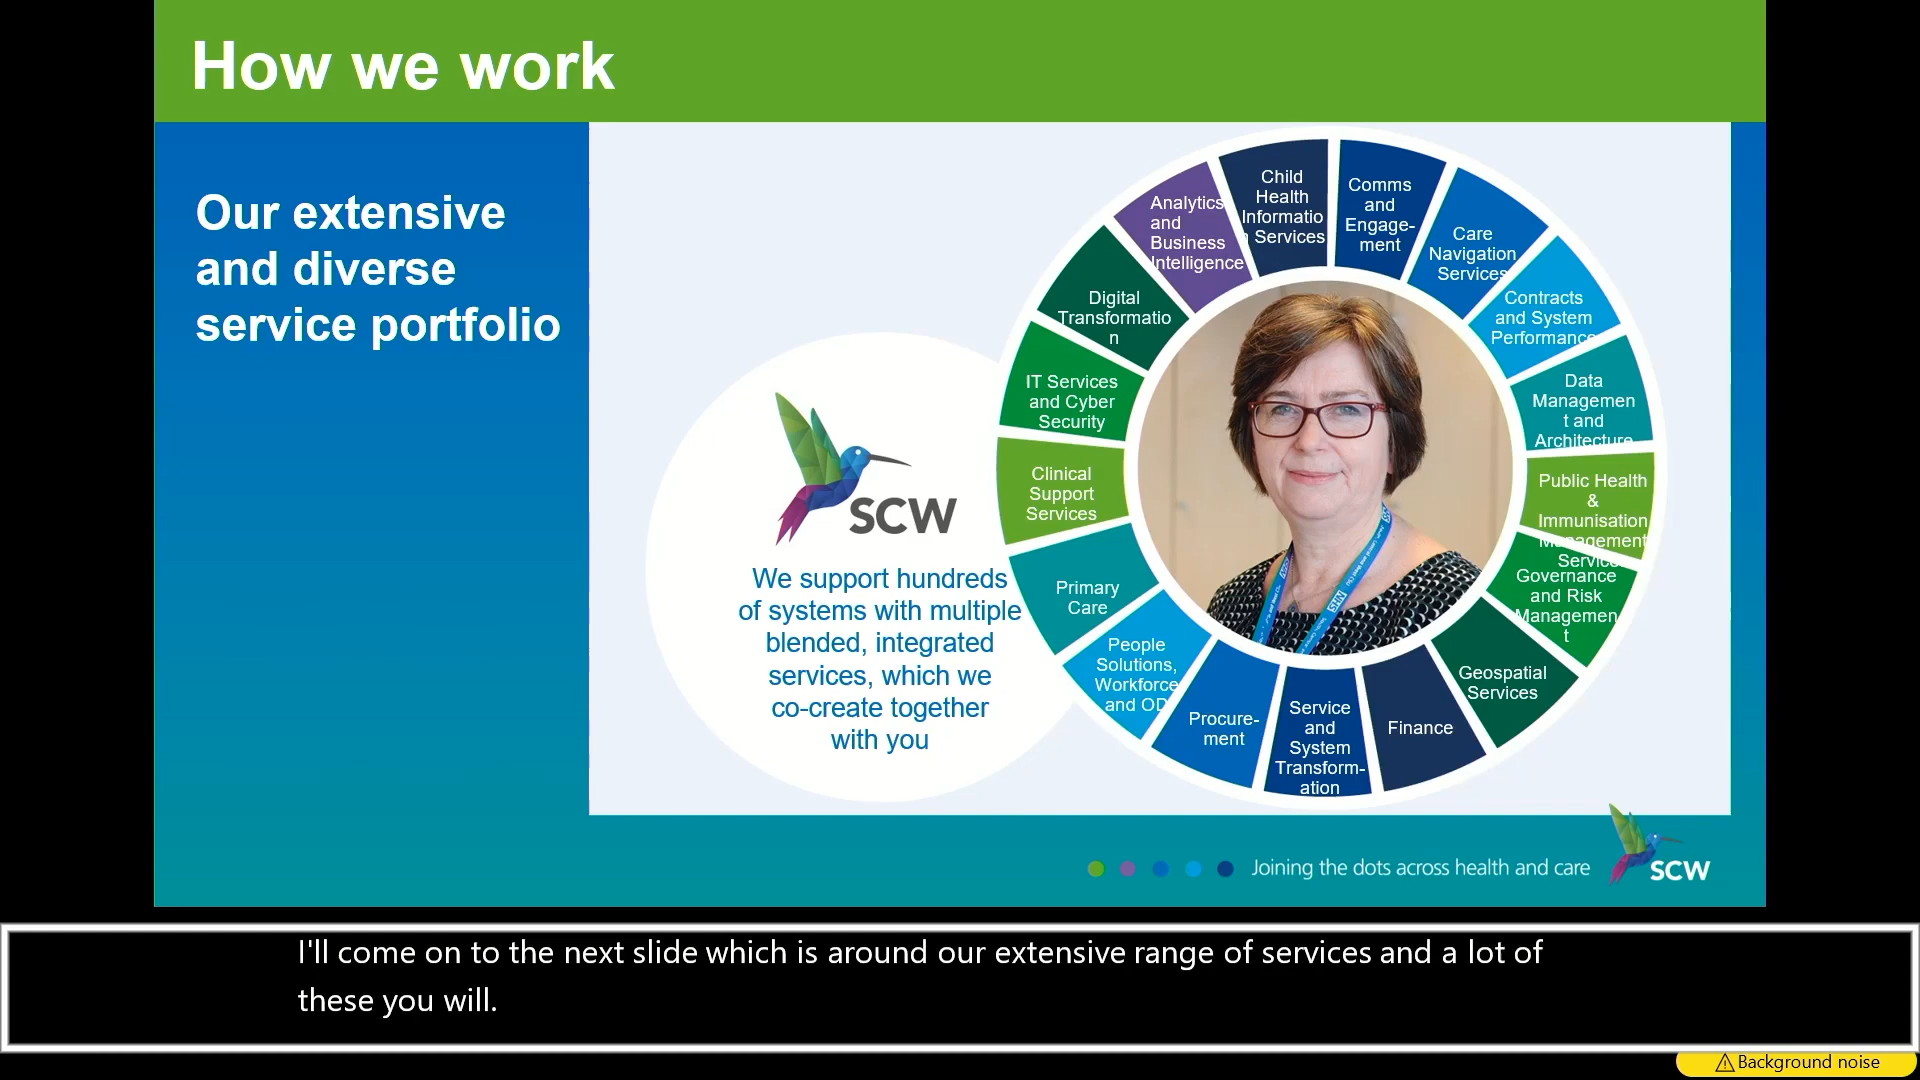 How we work
Our extensive
and diverse
service portfolio
SCW
We support hundreds
of systems with multiple
blended, integrated
services, which we
co-create together
with you
Analytics
and
Business
Intelligence
Child
Health
Informatio
n Services
Comms
and
Engage-
ment
Care
Navigation
Services
Contracts
and System
Performance
Data
Managemen
t and
Architecture
Public Health
&
Immunisation
Management
Service
Governance
and Risk
Managemen
t
Geospatial
Services
Finance
Service
and
System
Transform-
ation
Procure-
ment
People
Solutions,
Workforce
and OD
Primary
Care
Clinical
Support
Services
IT Services
and Cyber
Security
Digital
Transformatio
n
NHS
Joining the dots across health and care
SCW
I'll come on to the next slide which is around our extensive range of services and a lot of
these you will.
Background noise